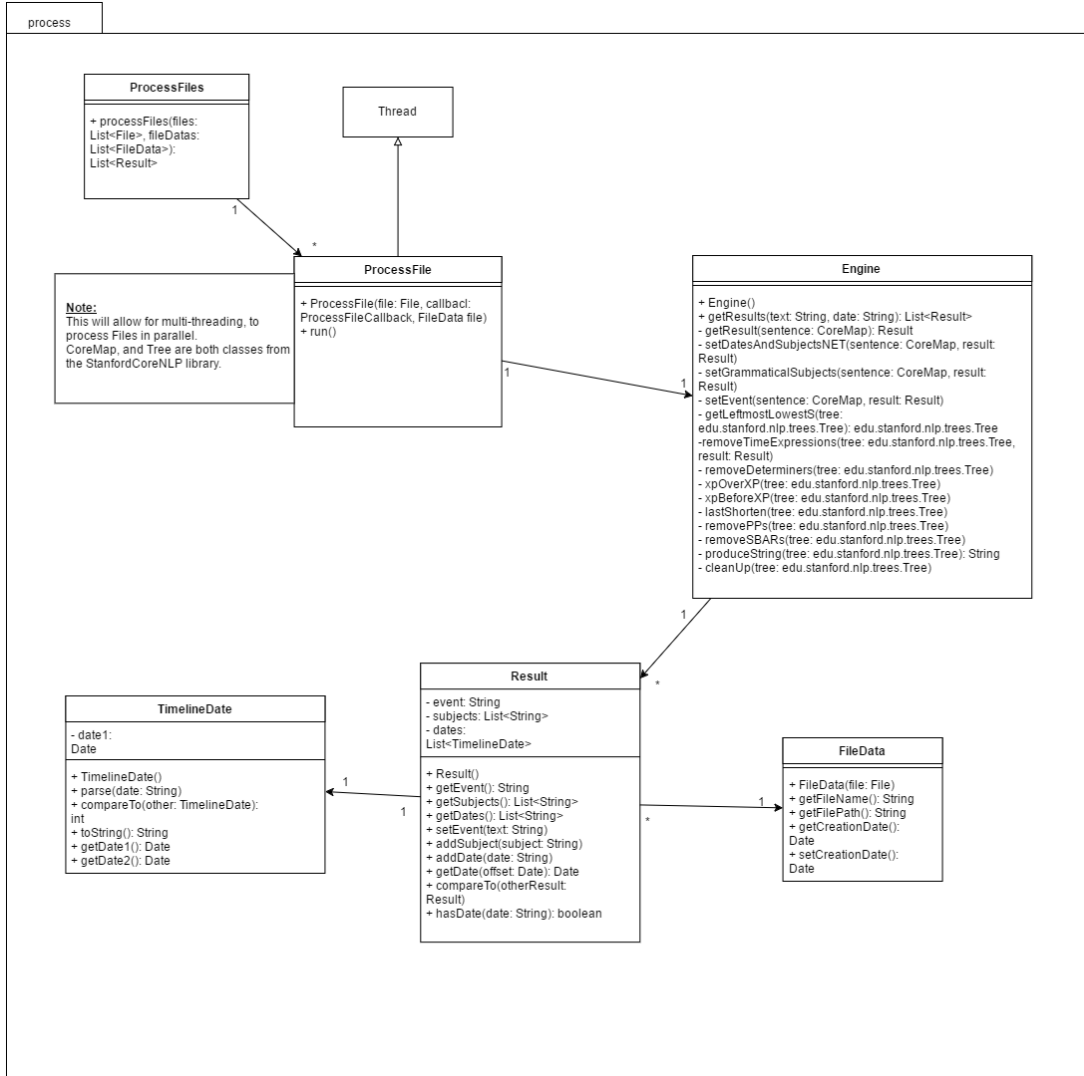 process
ProcessFiles
+ processFiles(files:
List<File>, fileDatas:
List<FileData>):
List<Result>
Thread
1
*
ProcessFile
+ ProcessFile(file: File, callbacl:
ProcessFileCallback, FileData file)
+ run()
Note:
This will allow for multi-threading, to
process Files in parallel.
CoreMap, and Tree are both classes from
the StanfordCoreNLP library.
1
1
Engine
+ Engine()
+ getResults(text: String, date: String): List<Result>
- getResult(sentence: CoreMap): Result
- setDatesAndSubjectsNET(sentence: CoreMap, result:
Result)
- setGrammaticalSubjects(sentence: CoreMap, result:
Result)
- setEvent(sentence: CoreMap, result: Result)
- getLeftmostLowestS(tree:
edu.stanford.nlp.trees.Tree): edu.stanford.nlp.trees.Tree
-removeTimeExpressions(tree: edu.stanford.nlp.trees.Tree,
result: Result)
- removeDeterminers(tree: edu.stanford.nlp.trees.Tree)
- xpOverXP(tree: edu.stanford.nlp.trees.Tree)
- xpBeforeXP(tree: edu.stanford.nlp.trees.Tree)
- lastShorten(tree: edu.stanford.nlp.trees.Tree)
- removePPs(tree: edu.stanford.nlp.trees.Tree)
- removeSBARs(tree: edu.stanford.nlp.trees.Tree)
- produceString(tree: edu.stanford.nlp.trees.Tree): String
- cleanUp(tree: edu.stanford.nlp.trees.Tree)
1
*
Result
- event: String
- subjects: List<String>
- dates:
List<TimelineDate>
+ Result()
+ getEvent(): String
+ getSubjects(): List<String>
+ getDates(): List<String>
+ setEvent(text: String)
+ addSubject(subject: String)
+ addDate(date: String)
+ getDate(offset: Date): Date
+ compareTo(otherResult:
Result)
+ hasDate(date: String): boolean
TimelineDate
- date1:
Date
+ TimelineDate()
+ parse(date: String)
+ compareTo(other: TimelineDate):
int
+ toString(): String
+ getDate1(): Date
+ getDate2(): Date
1
1
*
1
FileData
+ FileData(file: File)
+ getFileName(): String
+ getFilePath(): String
+ getCreationDate():
Date
+ setCreationDate():
Date